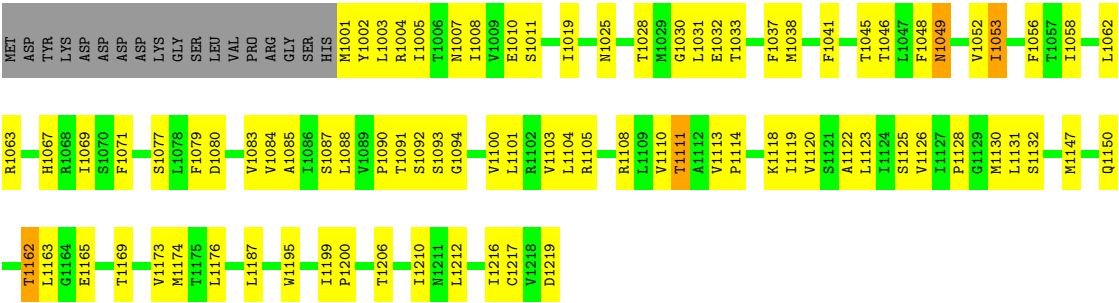 MET ASP TYR LYS ASP ASP ASP ASP LYS GLY SER LEU VAL PRO ARG GLY SER HIS M1001 Y1002 L1003 R1004 I1005 T1006 N1007 I1008 V1009 E1010 S1011 I1019 N1025 T1028 M1029 G1030 L1031 E1032 T1033 F1037 M1038 F1041 T1045 T1046 L1047 F1048 N1049 V1052 I1053 F1056 T1057 I1058 L1062
R1063 H1067 R1068 I1069 S1070 F1071 S1077 L1078 F1079 D1080 V1083 V1084 A1085 I1086 S1087 L1088 V1089 P1090 T1091 S1092 S1093 G1094 V1100 L1101 R1102 V1103 L1104 R1105 R1108 L1109 V1110 T1111 A1112 V1113 P1114 K1118 I1119 V1120 S1121 A1122 L1123 I1124 S1125 V1126 I1127 P1128 G1129 M1130 L1131 S1132 M1147 Q1150
T1162 L1163 G1164 E1165 T1169 V1173 M1174 T1175 L1176 L1187 W1195 I1199 P1200 T1206 I1210 N1211 L1212 I1216 C1217 V1218 D1219